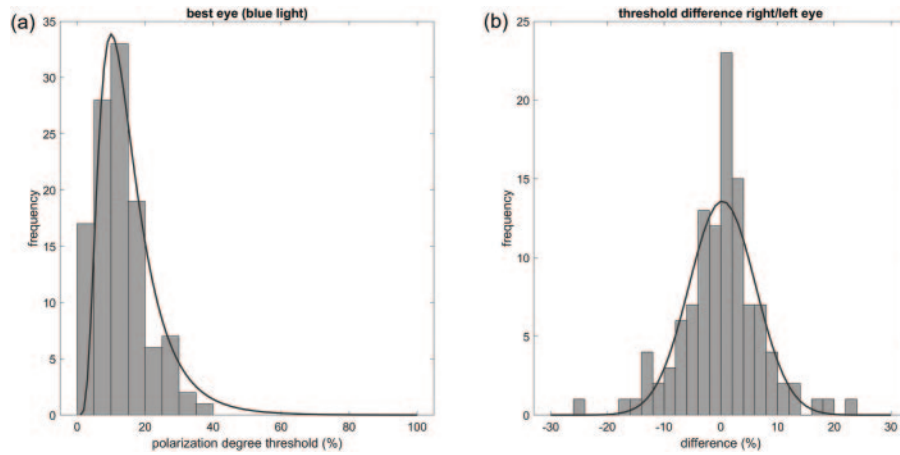 (a)
best eye (blue light)
35
30
25
20
15
10
5
0
frequency
0 20 40 60 80 100
polarization degree threshold (%)
(b)
threshold difference right/left eye
25
20
15
10
5
0
frequency
-30 -20 -10 0 10 20 30
difference (%)